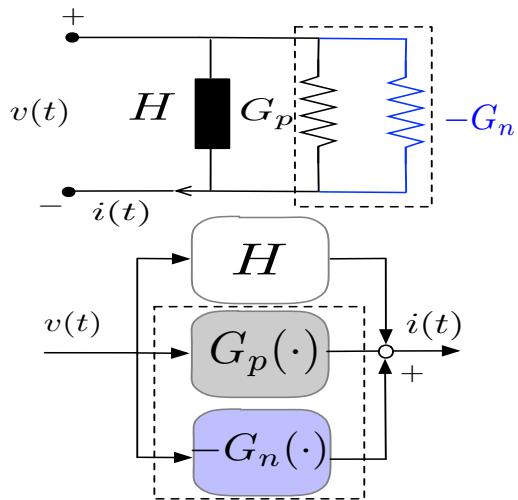 +
v(t) H G_p -G_n
− i(t)
H
v(t) G_p(·) i(t)
+
-G_n(·)